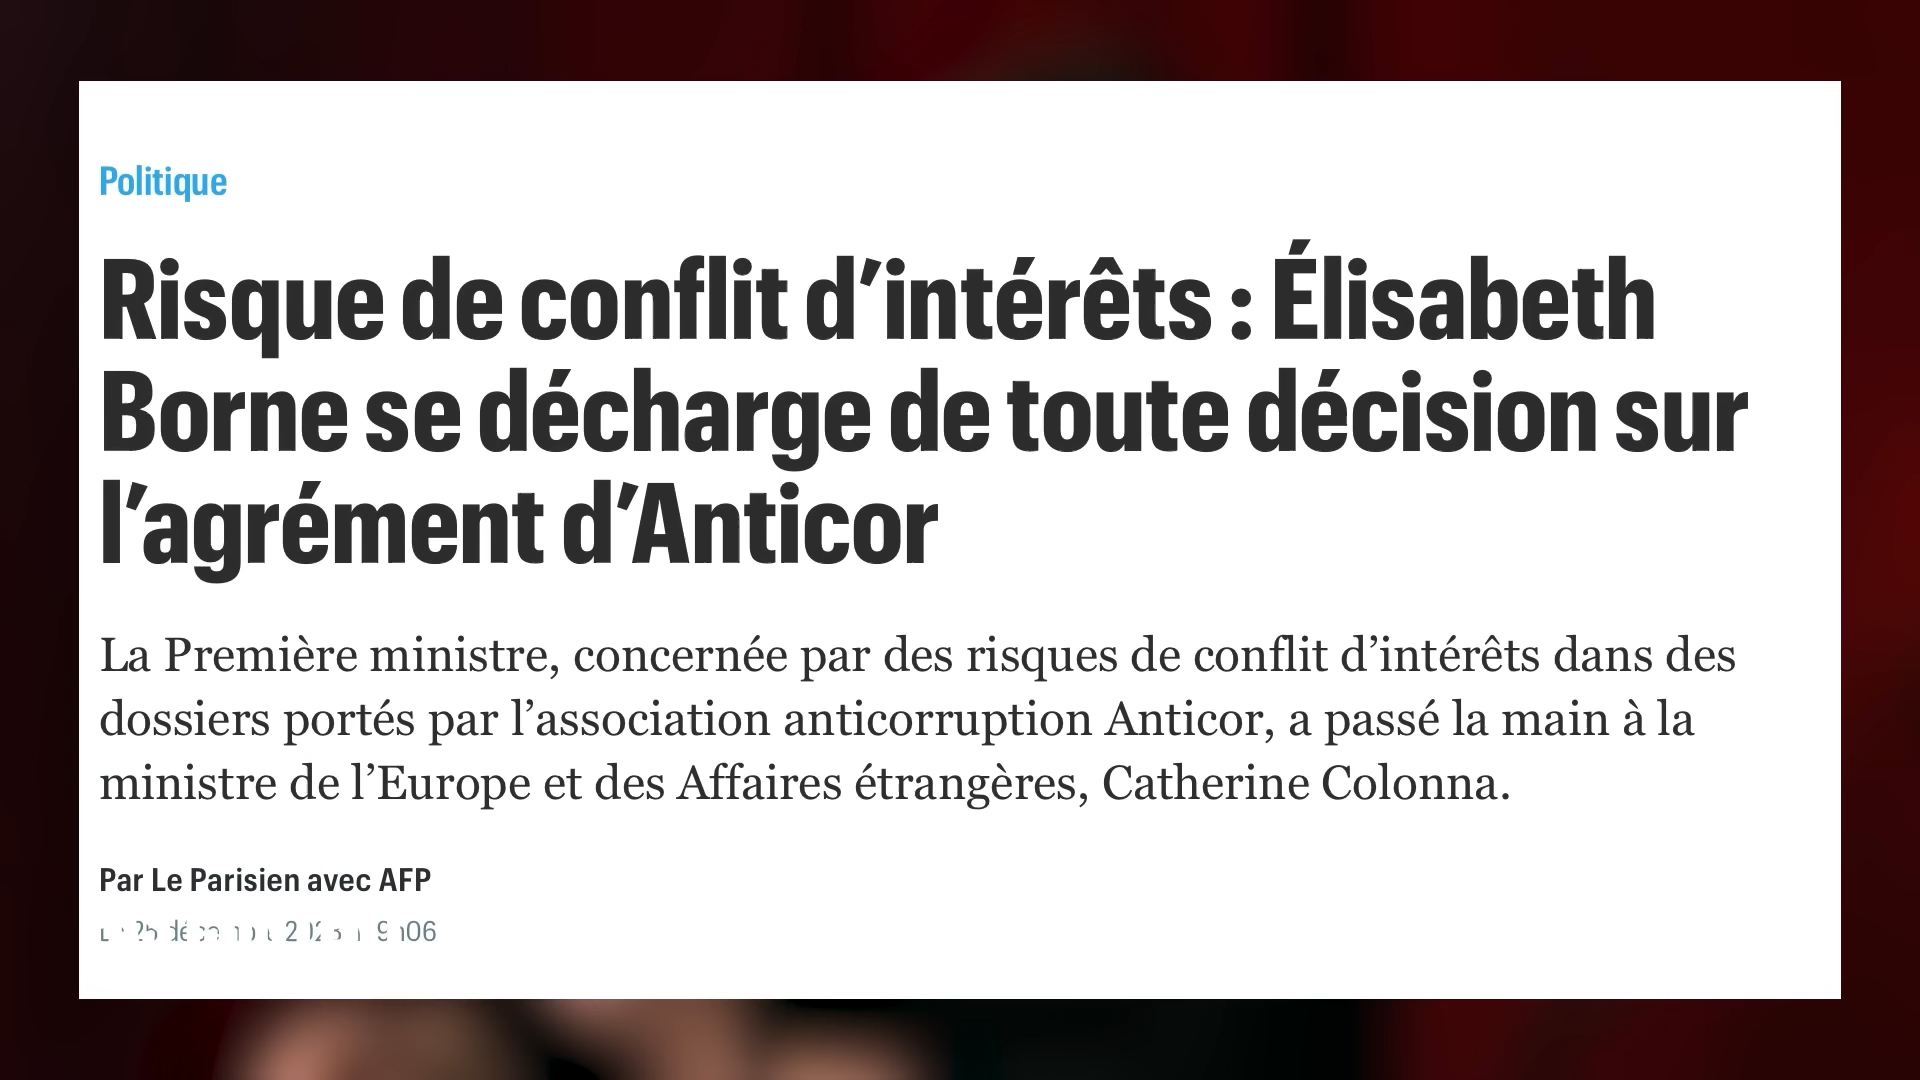 Politique
Risque de conflit d’intérêts : Élisabeth
Borne se décharge de toute décision sur
l’agrément d’Anticor
La Première ministre, concernée par des risques de conflit d’intérêts dans des
dossiers portés par l’association anticorruption Anticor, a passé la main à la
ministre de l’Europe et des Affaires étrangères, Catherine Colonna.
Par Le Parisien avec AFP